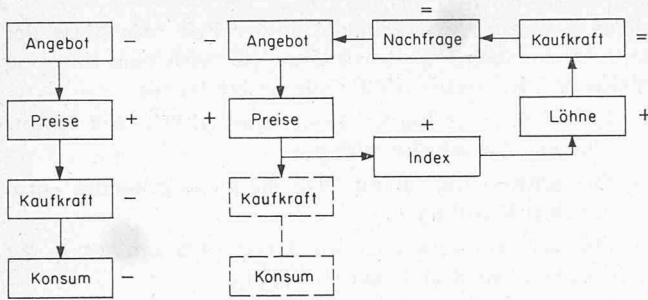 =
Angebot Angebot Nachfrage Kaufkraft =
Preise + + Preise + Löhne +
Index
Kaufkraft - Kaufkraft
Konsum - Konsum